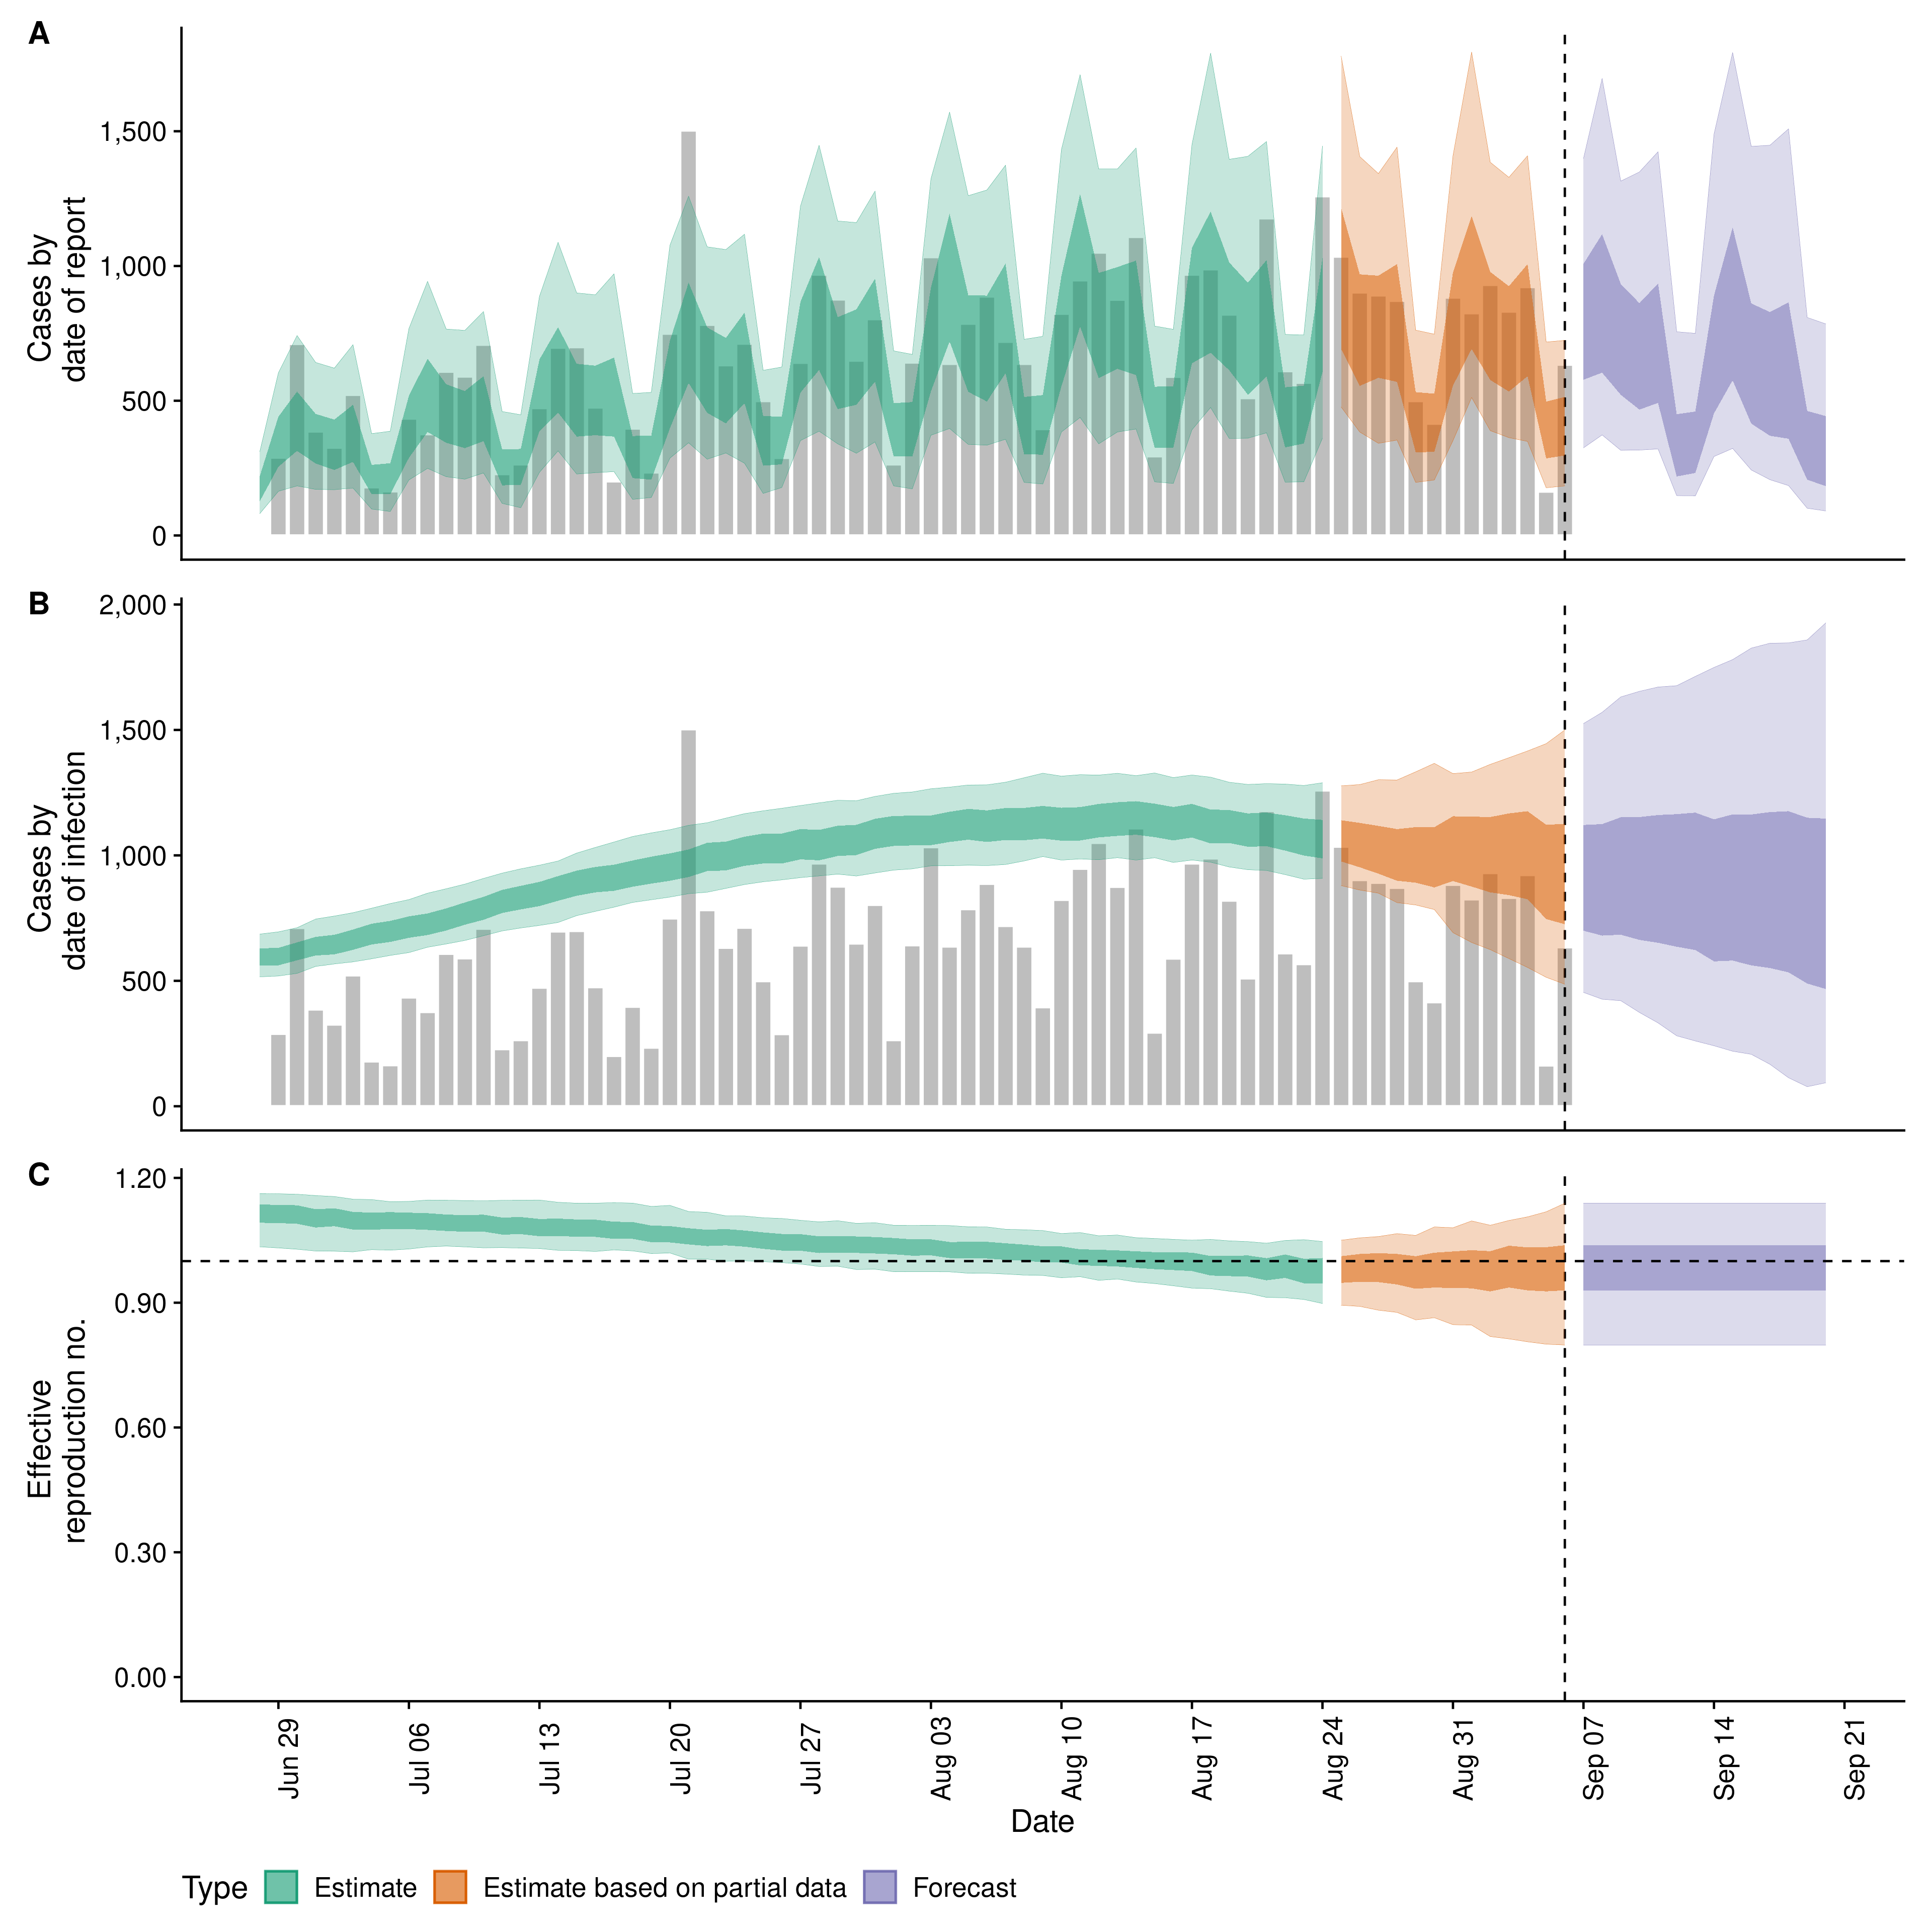 A
Cases by
date of report
1,500
1,000
500
0
B
Cases by
date of infection
2,000
1,500
1,000
500
0
C
Effective
reproduction no.
1.20
0.90
0.60
0.30
0.00
Jun 29
Jul 06
Jul 13
Jul 20
Jul 27
Aug 03
Aug 10
Aug 17
Aug 24
Aug 31
Sep 07
Sep 14
Sep 21
Date
Type Estimate Estimate based on partial data Forecast